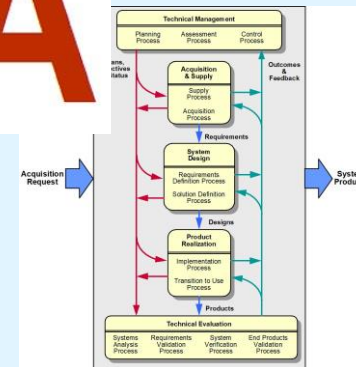 A
Technical Management
Planning Process
Assessment Process
Control Process
Outcomes & Feedback
Acquisition & Supply
Supply Process
Acquisition Process
Requirements
System Design
Requirements Definition Process
Solution Definition Process
Acquisition Request
Designs
Product Realization
Implementation Process
Transition to Use Process
Products
Technical Evaluation
Systems Analysis Process
Requirements Validation Process
System Verification Process
End Products Validation Process